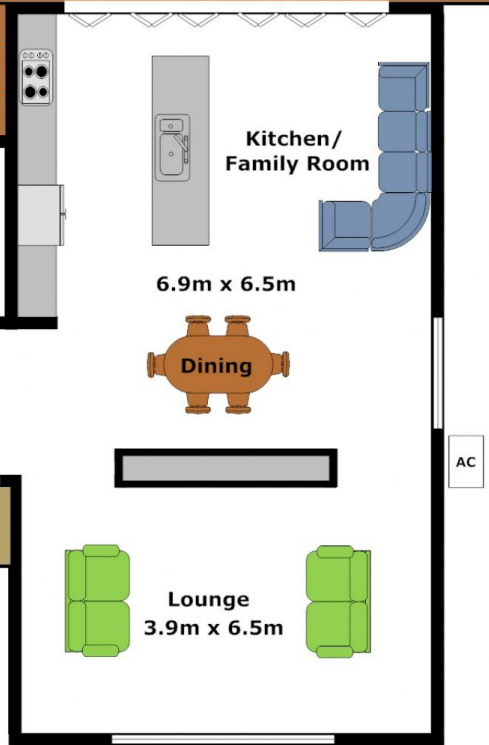 Kitchen/
Family Room
6.9m x 6.5m
Dining
AC
Lounge
3.9m x 6.5m